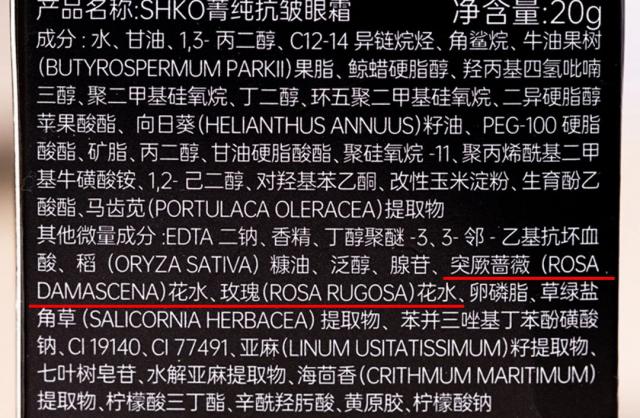 产品名称:SHKO菁纯抗皱眼霜 净含量:20g
成分:水、甘油、1,3-丙二醇、C12-14 异链烷烃、角鲨烷、牛油果树
(BUTYROSPERMUM PARKII)果脂、鲸蜡硬脂醇、羟丙基四氢吡喃
三醇、聚二甲基硅氧烷、丁二醇、环五聚二甲基硅氧烷、二异硬脂醇
苹果酸酯、向日葵(HELIANTHUS ANNUUS)籽油、PEG-100 硬脂
酸酯、矿脂、丙二醇、甘油硬脂酸酯、聚硅氧烷-11、聚丙烯酰基二甲
基牛磺酸铵、1,2-己二醇、对羟基苯乙酮、改性玉米淀粉、生育酚乙
酸酯、马齿苋(PORTULACA OLERACEA)提取物
其他微量成分:EDTA 二钠、香精、丁醇聚醚-3、3-邻-乙基抗坏血
酸、稻 (ORYZA SATIVA) 糠油、泛醇、腺苷、突厥蔷薇 (ROSA
DAMASCENA)花水、玫瑰(ROSA RUGOSA)花水、卵磷脂、草绿盐
角草(SALICORNIA HERBACEA) 提取物、苯并三唑基丁苯酚磺酸
钠、CI 19140、CI 77491、亚麻(LINUM USITATISSIMUM)籽提取物、
七叶树皂苷、水解亚麻提取物、海茴香(CRITHMUM MARITIMUM)
提取物、柠檬酸三丁酯、辛酰羟肟酸、黄原胶、柠檬酸钠